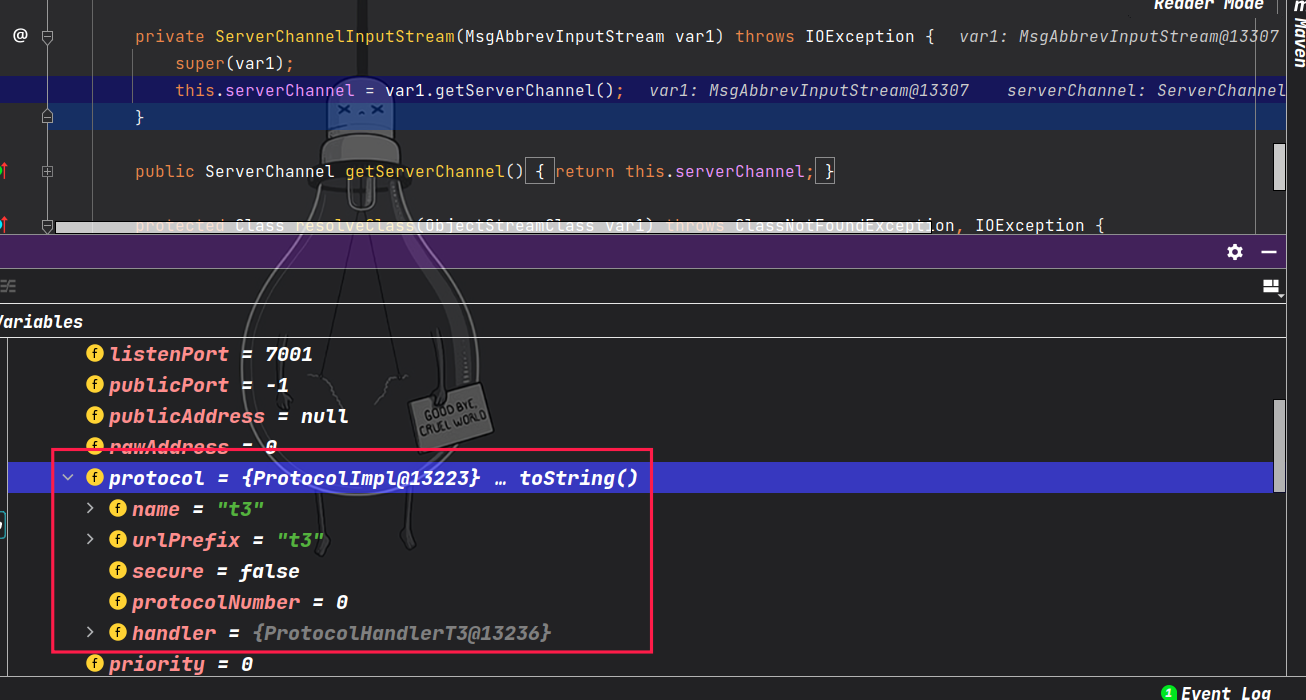 Reader Mode
m
Maven
@
private ServerChannelInputStream(MsgAbbrevInputStream var1) throws IOException {   var1: MsgAbbrevInputStream@13307
super(var1);
this.serverChannel = var1.getServerChannel();   var1: MsgAbbrevInputStream@13307   serverChannel: ServerChannel
}
public ServerChannel getServerChannel() { return this.serverChannel; }
protected Class resolveClass(ObjectStreamClass var1) throws ClassNotFoundException, IOException {
Variables
f listenPort = 7001
f publicPort = -1
f publicAddress = null
f rawAddress = 0
f protocol = {ProtocolImpl@13223} … toString()
f name = "t3"
f urlPrefix = "t3"
f secure = false
f protocolNumber = 0
f handler = {ProtocolHandlerT3@13236}
f priority = 0
GOOD BYE,
CRUEL WORLD
1 Event Log